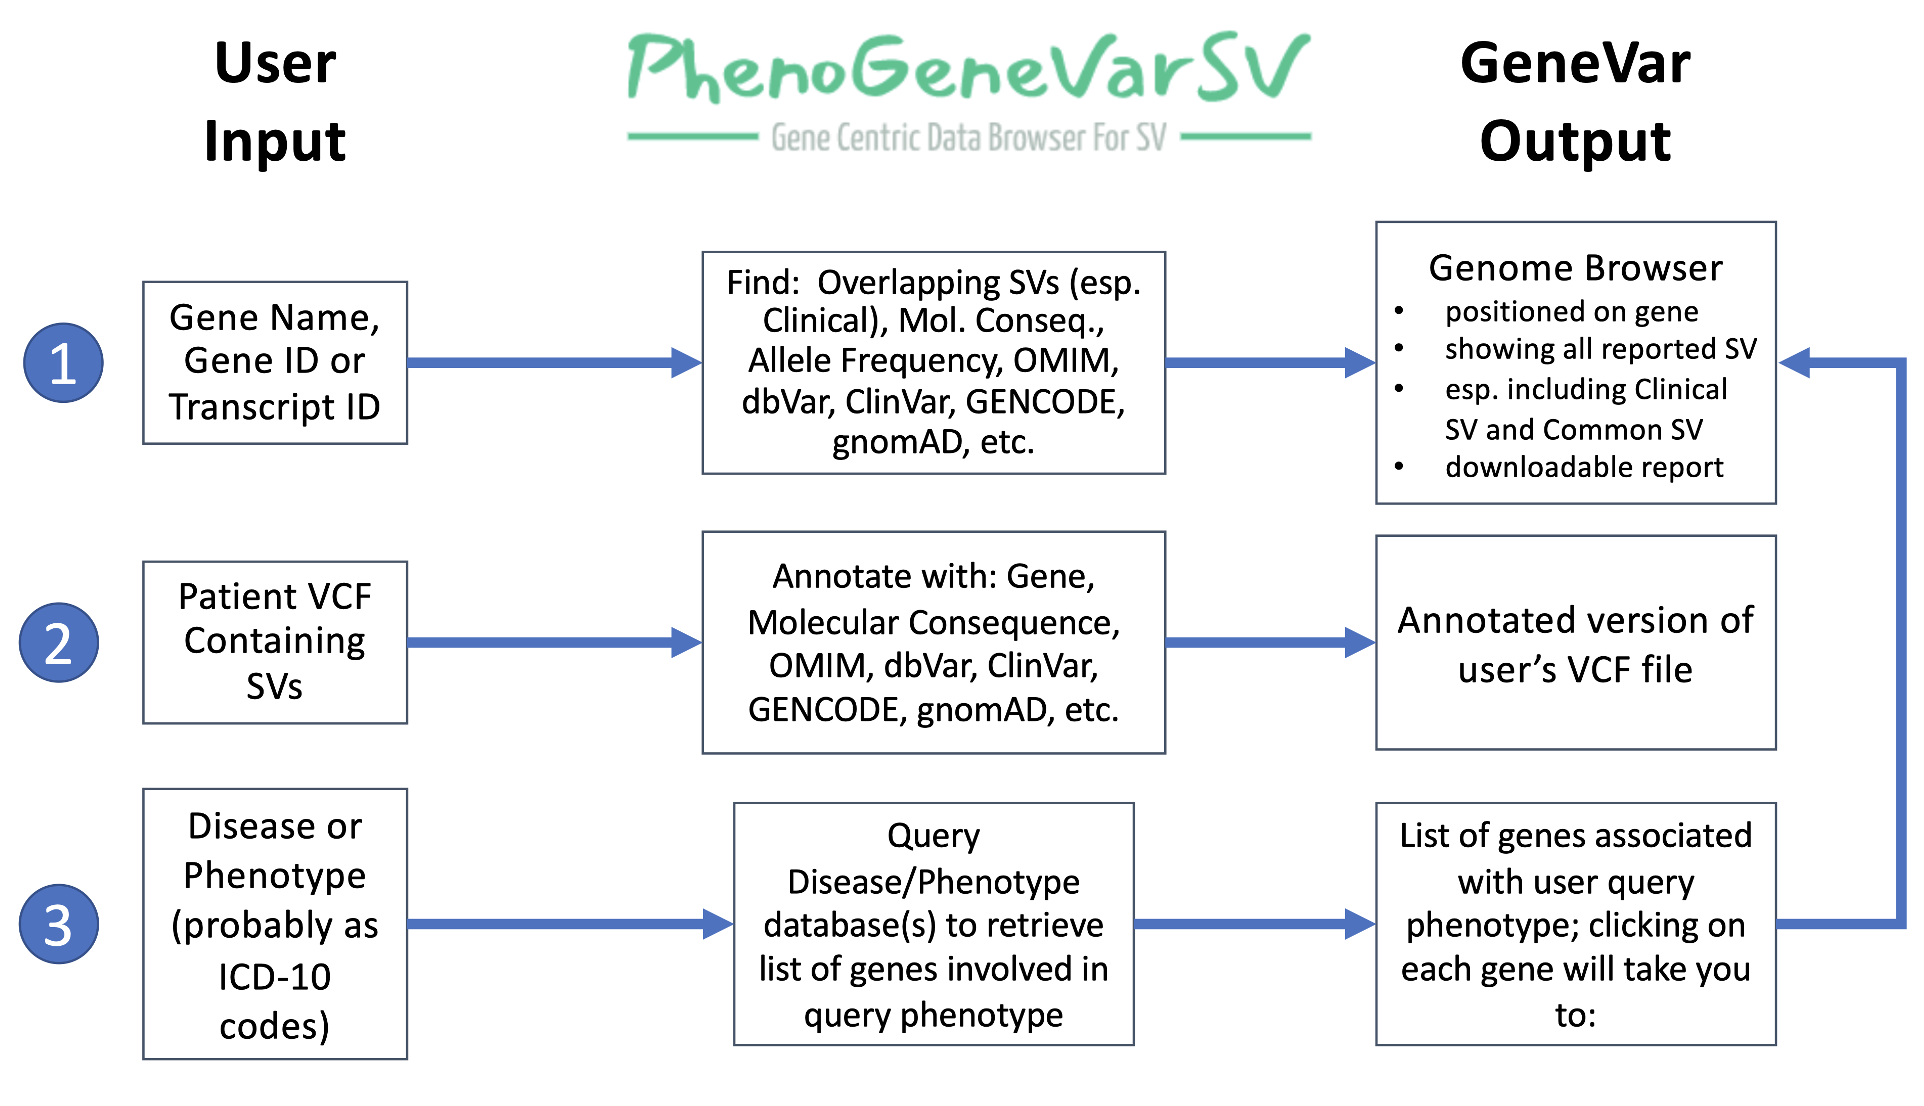 User
Input
PhenoGeneVarSV
Gene Centric Data Browser For SV
GeneVar
Output
1
Gene Name,
Gene ID or
Transcript ID
Find:  Overlapping SVs (esp.
Clinical), Mol. Conseq.,
Allele Frequency, OMIM,
dbVar, ClinVar, GENCODE,
gnomAD, etc.
Genome Browser
• positioned on gene
• showing all reported SV
• esp. including Clinical
SV and Common SV
• downloadable report
2
Patient VCF
Containing
SVs
Annotate with: Gene,
Molecular Consequence,
OMIM, dbVar, ClinVar,
GENCODE, gnomAD, etc.
Annotated version of
user’s VCF file
3
Disease or
Phenotype
(probably as
ICD-10
codes)
Query
Disease/Phenotype
database(s) to retrieve
list of genes involved in
query phenotype
List of genes associated
with user query
phenotype; clicking on
each gene will take you
to: